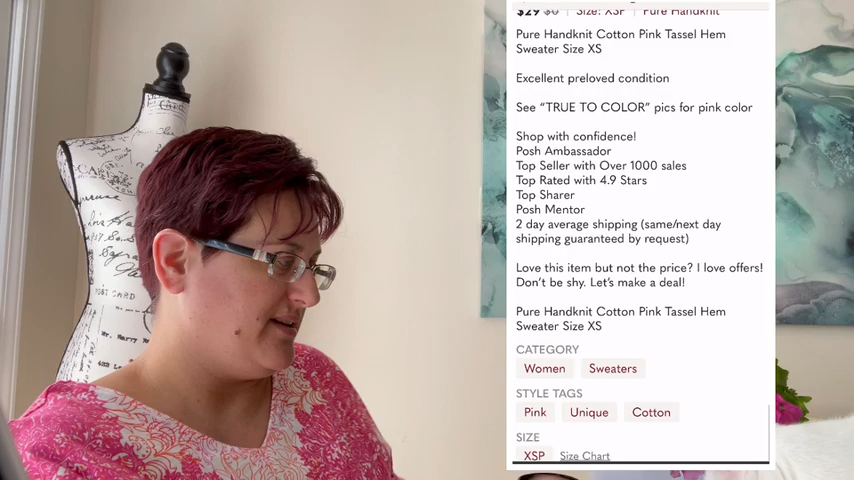 $29 $0 | Size: XSP | Pure Handknit
Pure Handknit Cotton Pink Tassel Hem
Sweater Size XS
Excellent preloved condition
See “TRUE TO COLOR” pics for pink color
Shop with confidence!
Posh Ambassador
Top Seller with Over 1000 sales
Top Rated with 4.9 Stars
Top Sharer
Posh Mentor
2 day average shipping (same/next day
shipping guaranteed by request)
Love this item but not the price? I love offers!
Don’t be shy. Let’s make a deal!
Pure Handknit Cotton Pink Tassel Hem
Sweater Size XS
CATEGORY
Women Sweaters
STYLE TAGS
Pink Unique Cotton
SIZE
XSP Size Chart
POST CARD